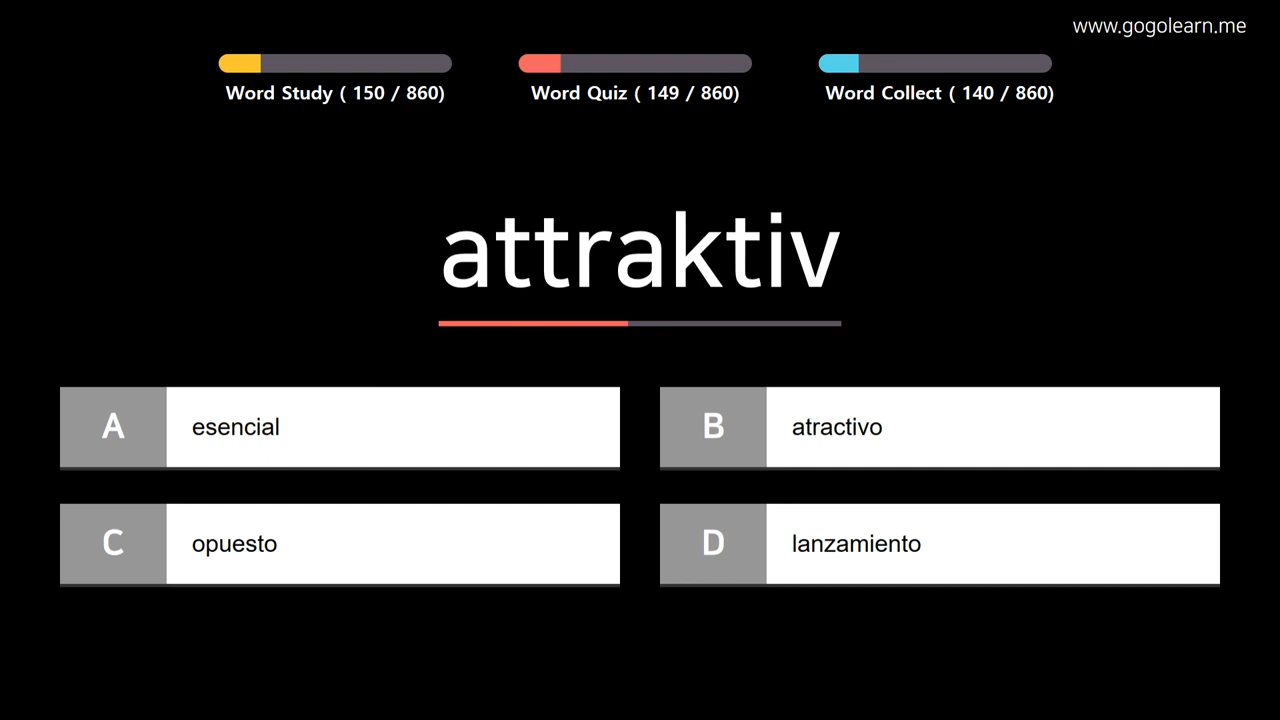 www.gogolearn.me
Word Study ( 150 / 860)
Word Quiz ( 149 / 860)
Word Collect ( 140 / 860)
attraktiv
A esencial
B atractivo
C opuesto
D lanzamiento